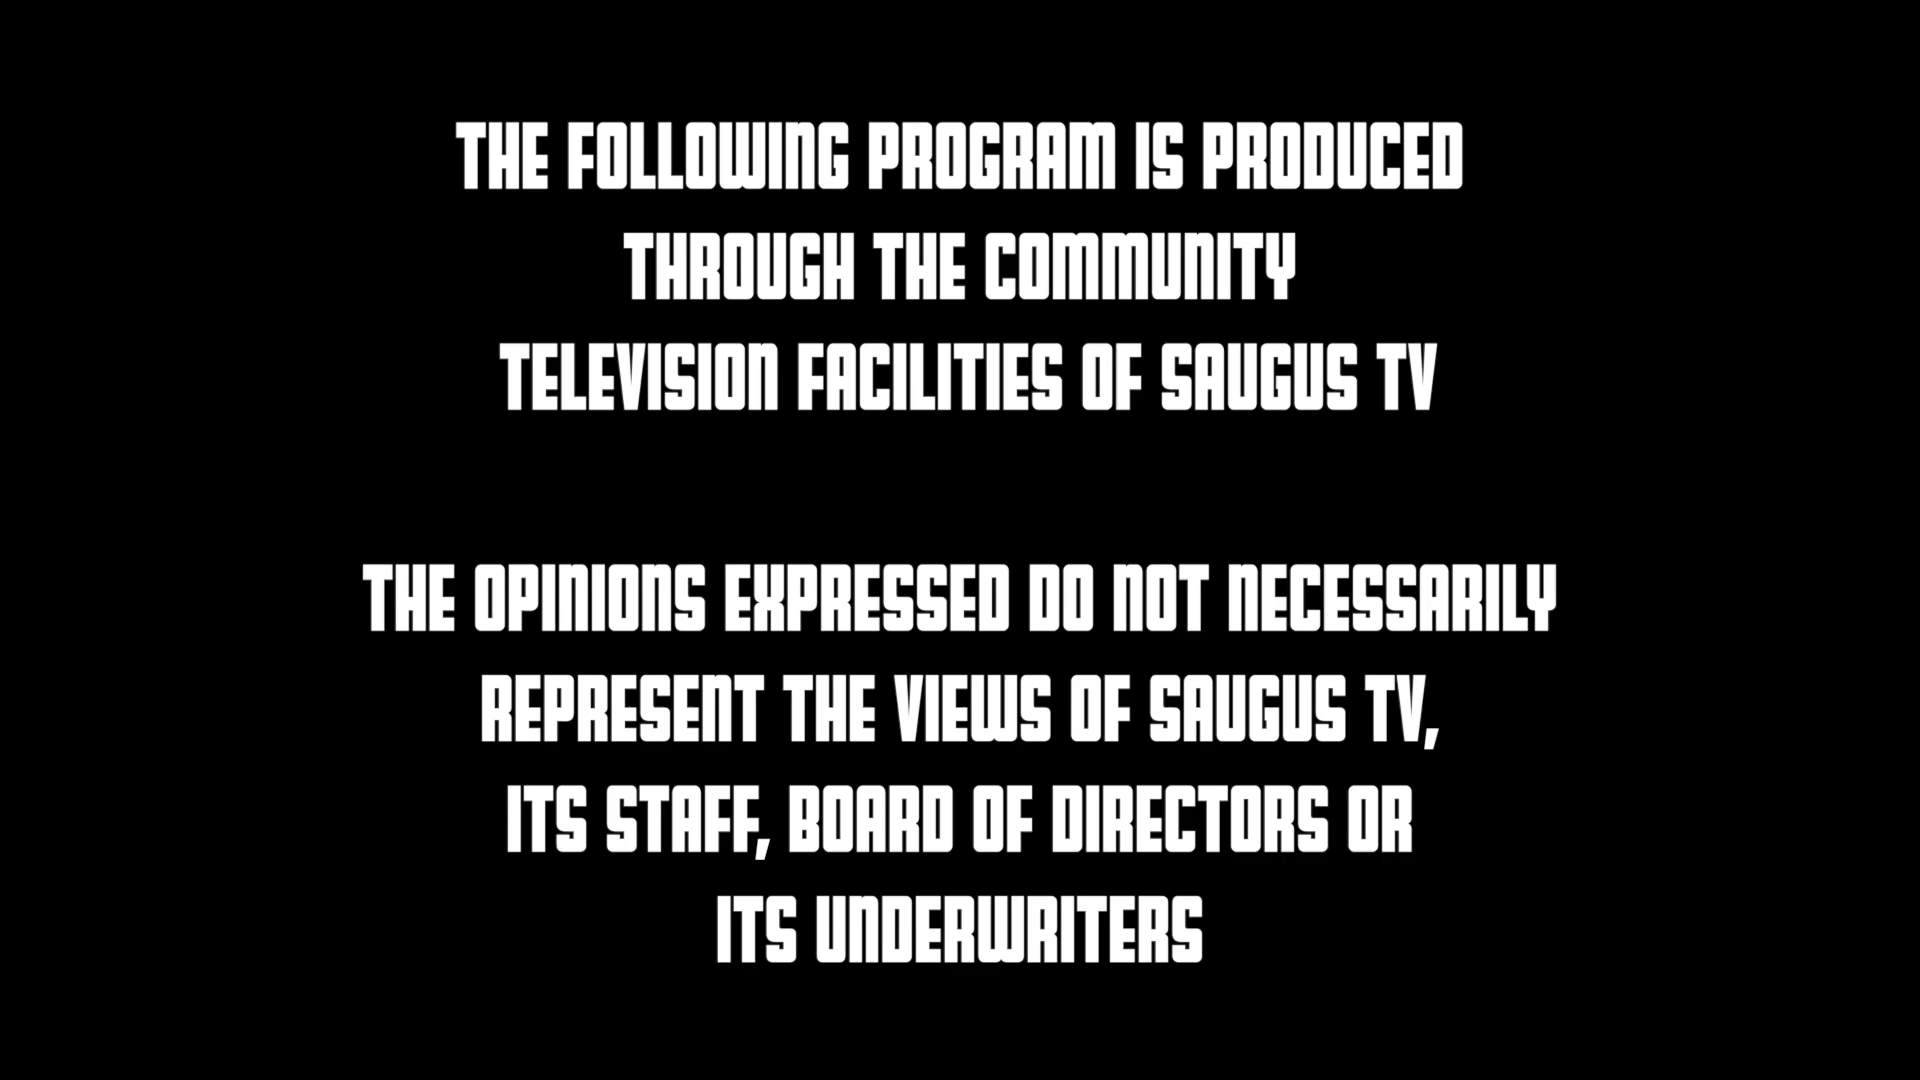 THE FOLLOWING PROGRAM IS PRODUCED
THROUGH THE COMMUNITY
TELEVISION FACILITIES OF SAUGUS TV
THE OPINIONS EXPRESSED DO NOT NECESSARILY
REPRESENT THE VIEWS OF SAUGUS TV,
ITS STAFF, BOARD OF DIRECTORS OR
ITS UNDERWRITERS